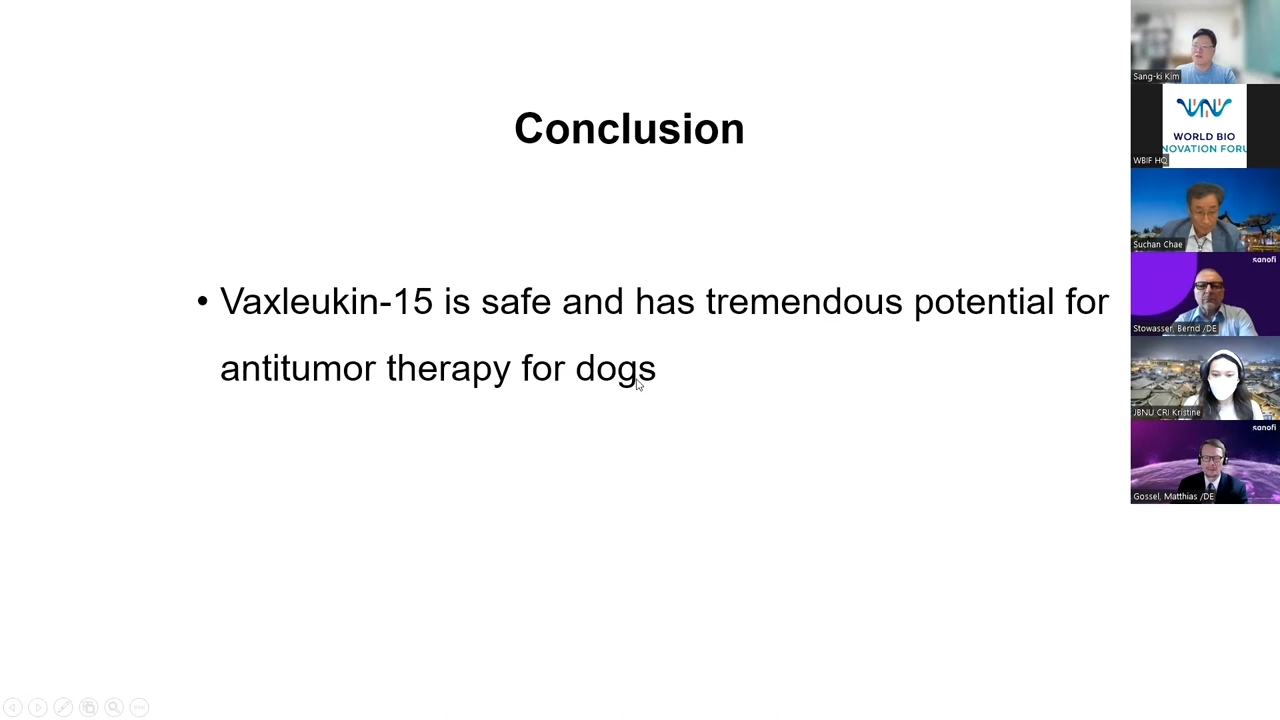 Conclusion
• Vaxleukin-15 is safe and has tremendous potential for
antitumor therapy for dogs
Sang-ki Kim
WORLD BIO
NOVATION FORU
WBIF HQ
Suchan Chae
sanofi
Stowasser, Bernd /DE
JBNU CRI Kristine
sanofi
Gossel, Matthias /DE